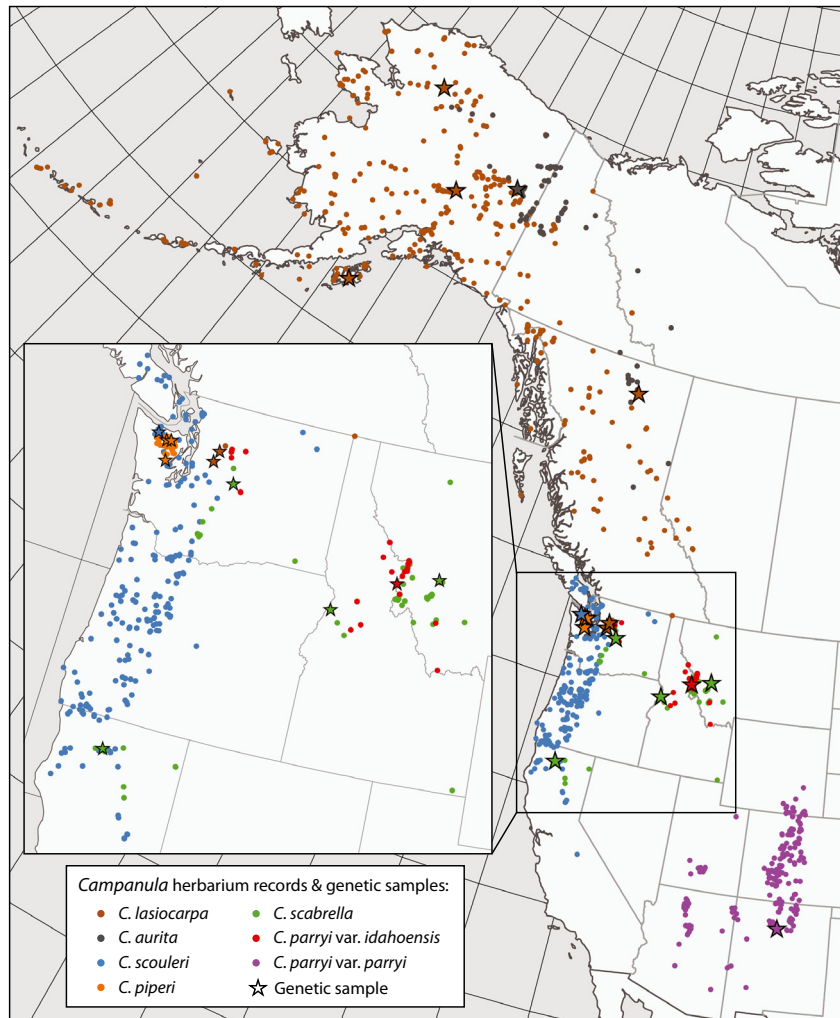 Campanula herbarium records & genetic samples:
C. lasiocarpa
C. aurita
C. scouleri
C. piperi
C. scabrella
C. parryi var. idahoensis
C. parryi var. parryi
Genetic sample